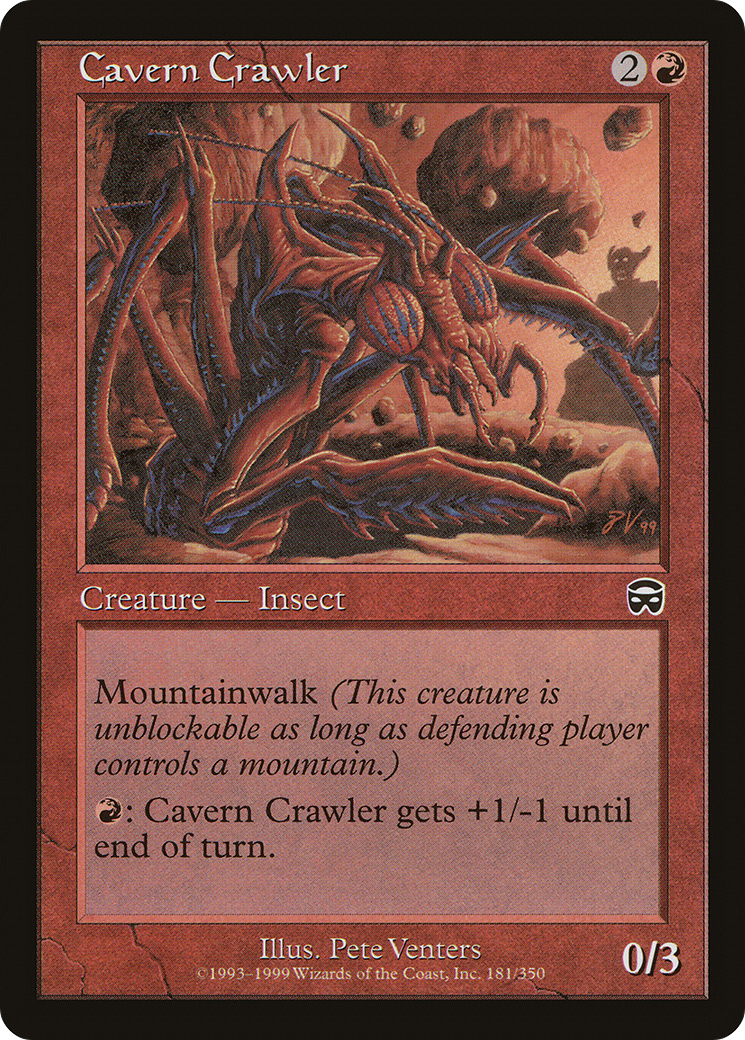 Cavern Crawler 2
PV 99
Creature — Insect
Mountainwalk (This creature is
unblockable as long as defending player
controls a mountain.)
: Cavern Crawler gets +1/-1 until
end of turn.
Illus. Pete Venters
©1993–1999 Wizards of the Coast, Inc. 181/350
0/3